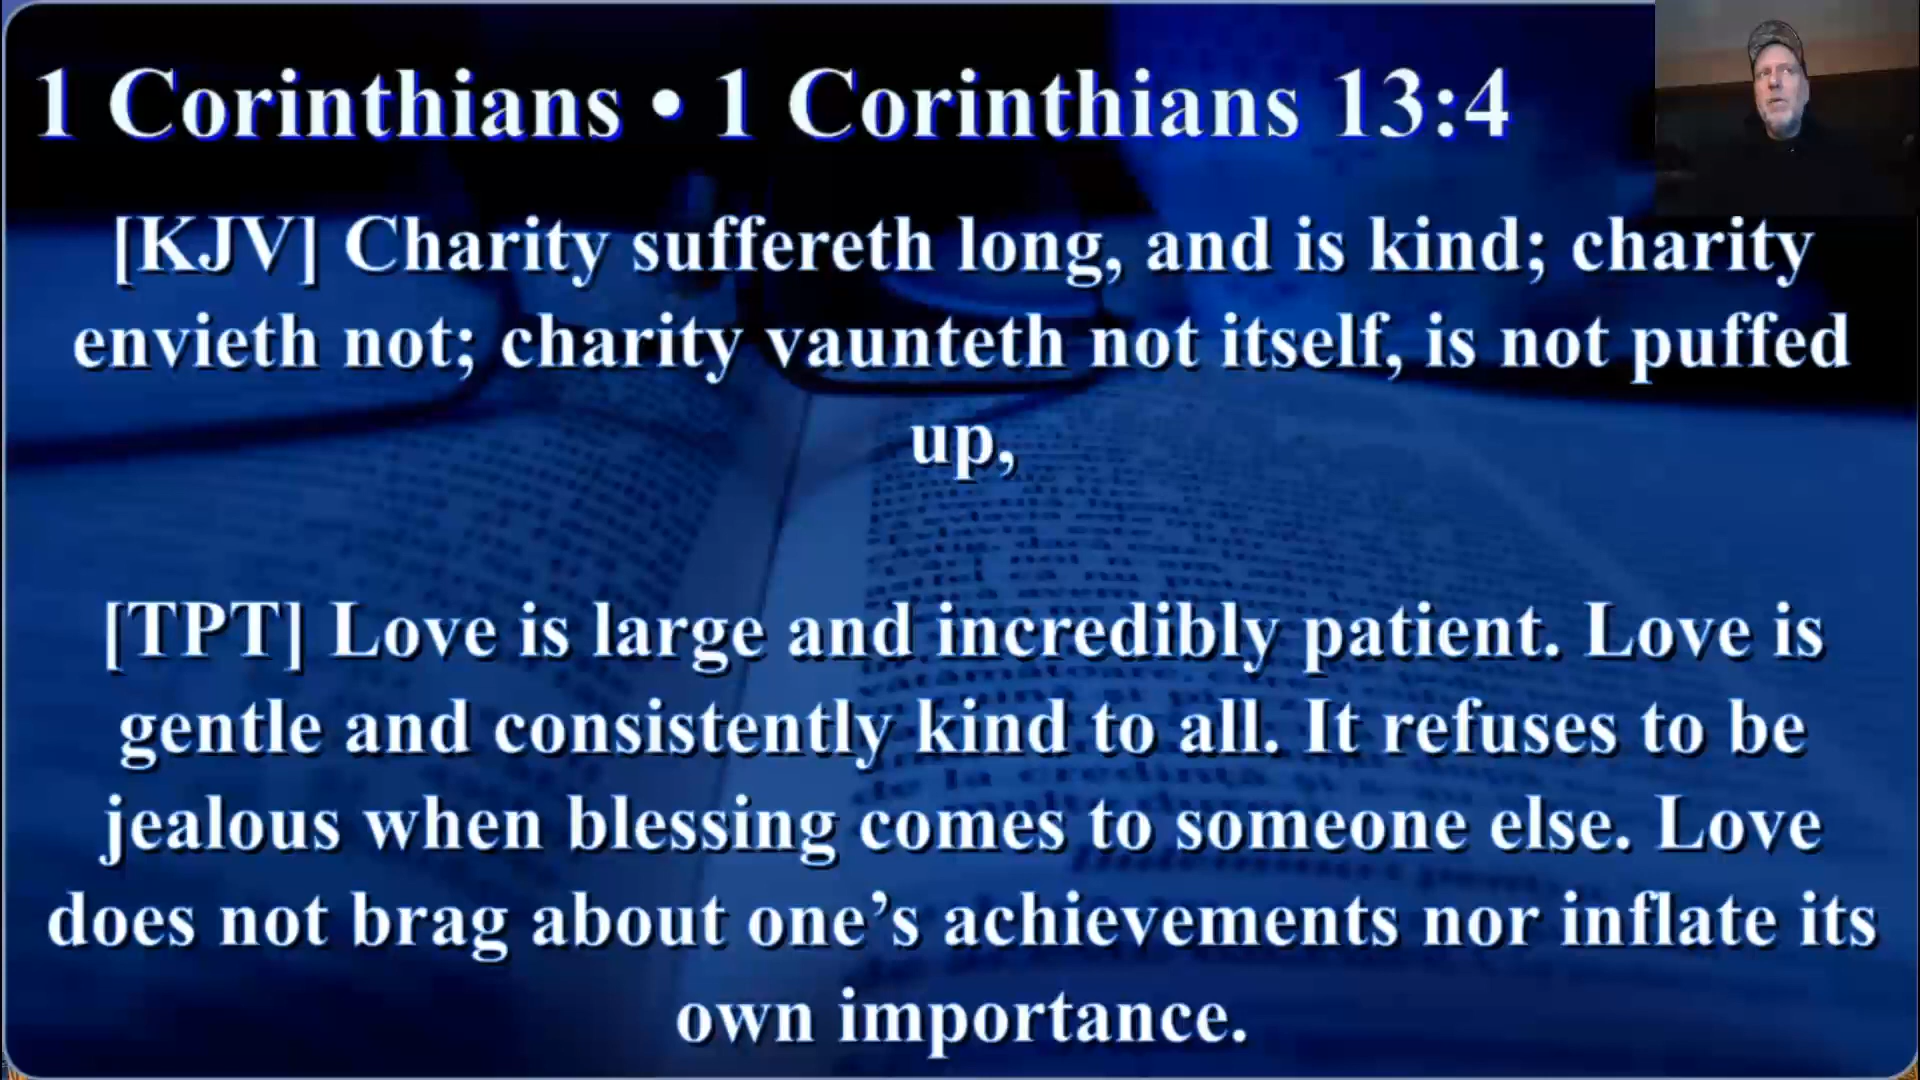 1 Corinthians • 1 Corinthians 13:4
[KJV] Charity suffereth long, and is kind; charity
envieth not; charity vaunteth not itself, is not puffed
up,
[TPT] Love is large and incredibly patient. Love is
gentle and consistently kind to all. It refuses to be
jealous when blessing comes to someone else. Love
does not brag about one’s achievements nor inflate its
own importance.